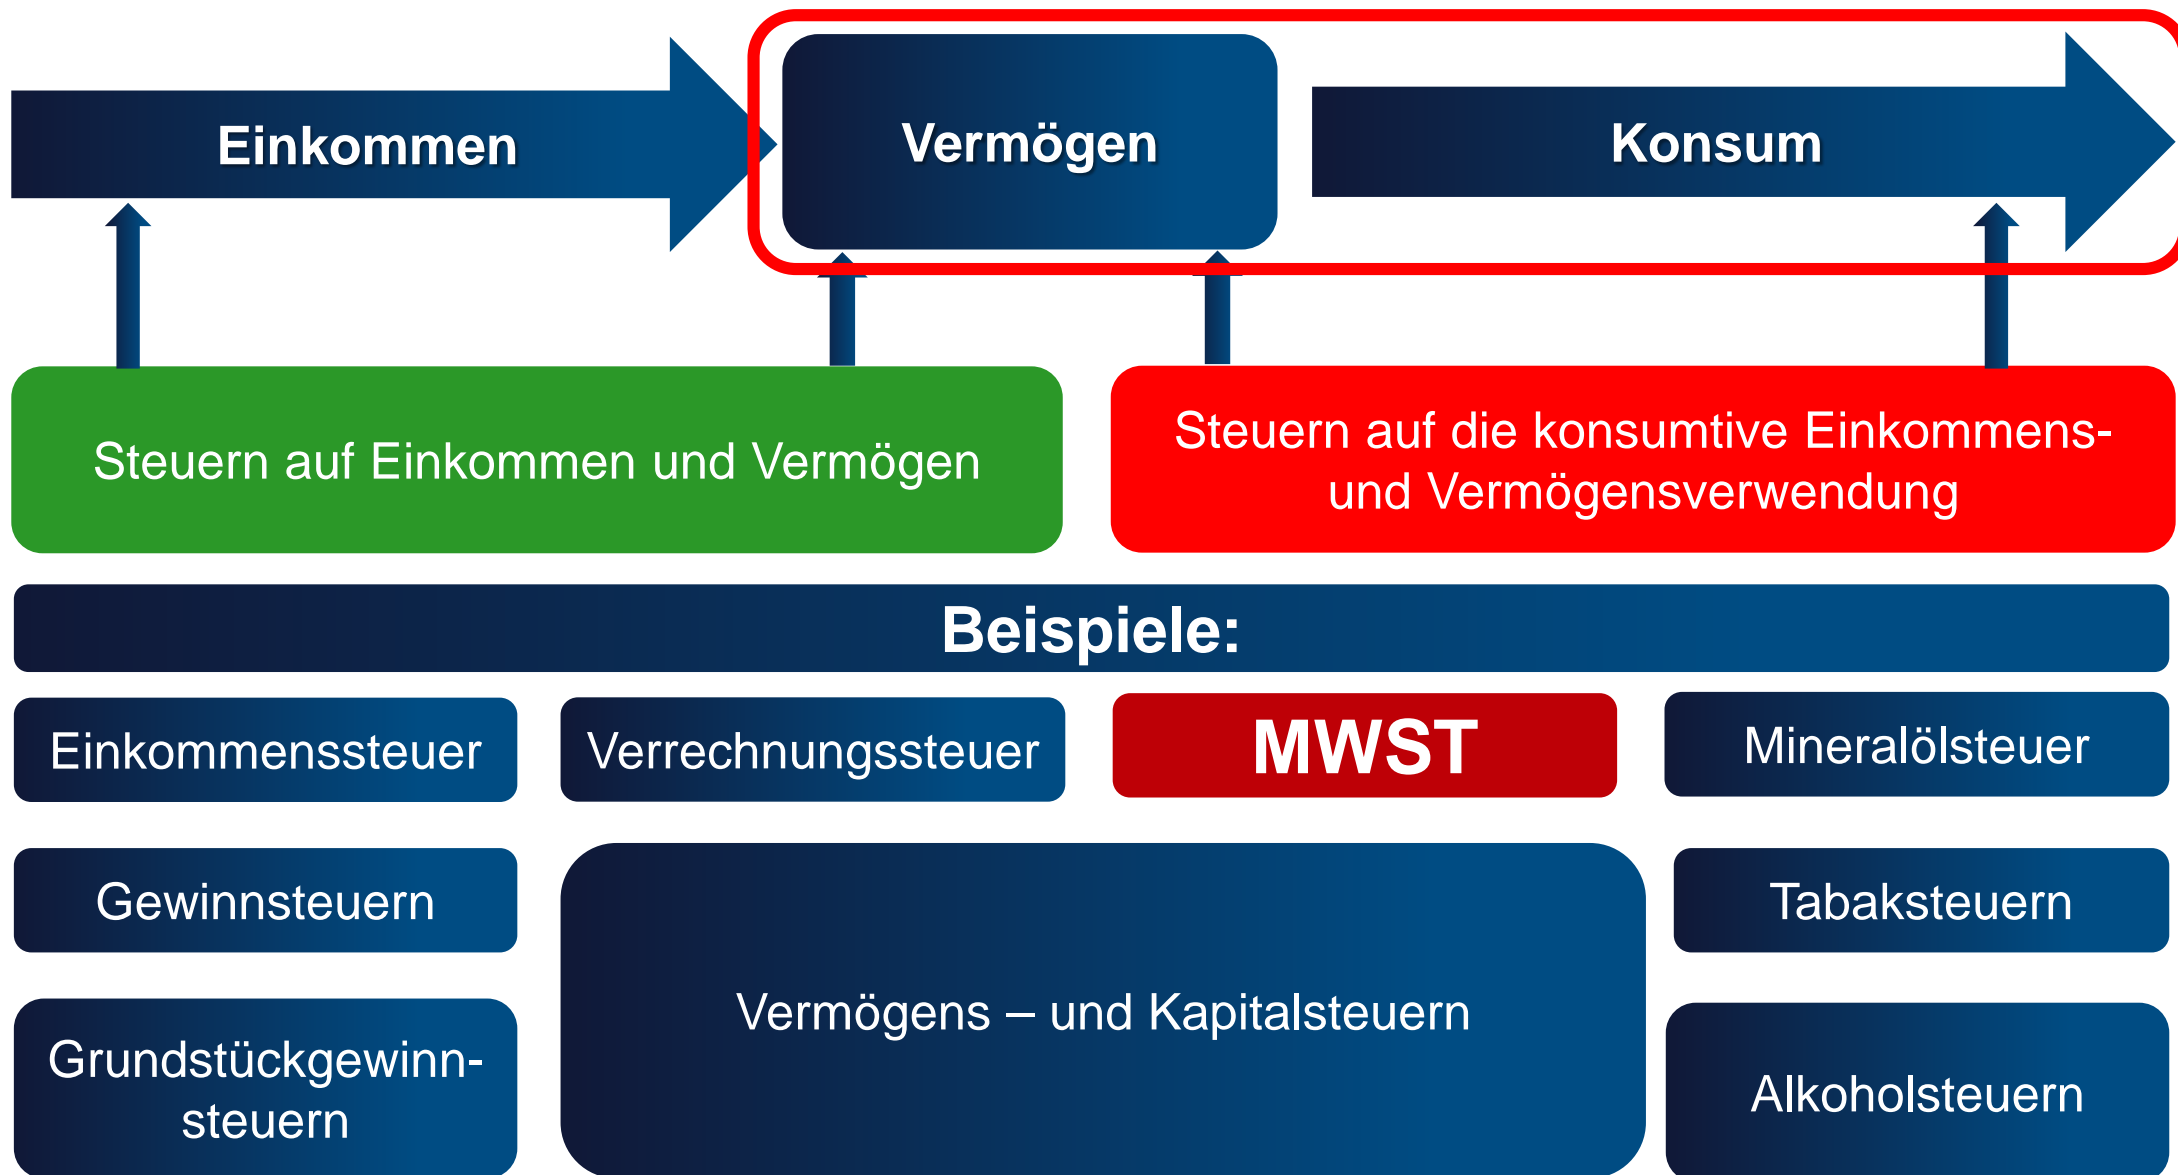 Einkommen
Vermögen
Konsum
Steuern auf Einkommen und Vermögen
Steuern auf die konsumtive Einkommens-
und Vermögensverwendung
Beispiele:
Einkommenssteuer
Verrechnungssteuer
MWST
Mineralölsteuer
Gewinnsteuern
Vermögens – und Kapitalsteuern
Tabaksteuern
Grundstückgewinn-
steuern
Alkoholsteuern